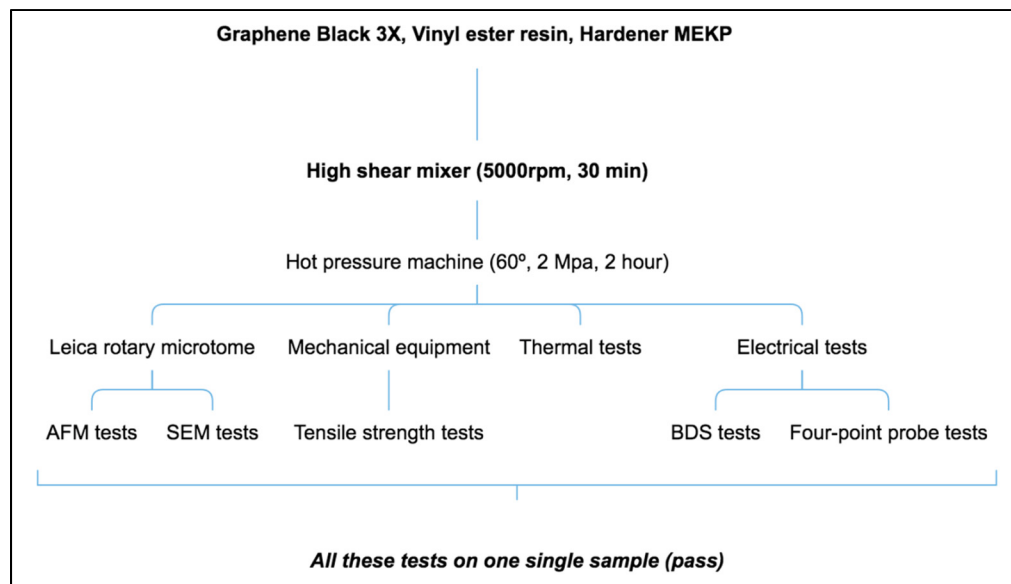 Graphene Black 3X, Vinyl ester resin, Hardener MEKP
High shear mixer (5000rpm, 30 min)
Hot pressure machine (60º, 2 Mpa, 2 hour)
Leica rotary microtome Mechanical equipment Thermal tests Electrical tests
AFM tests SEM tests Tensile strength tests BDS tests Four-point probe tests
All these tests on one single sample (pass)